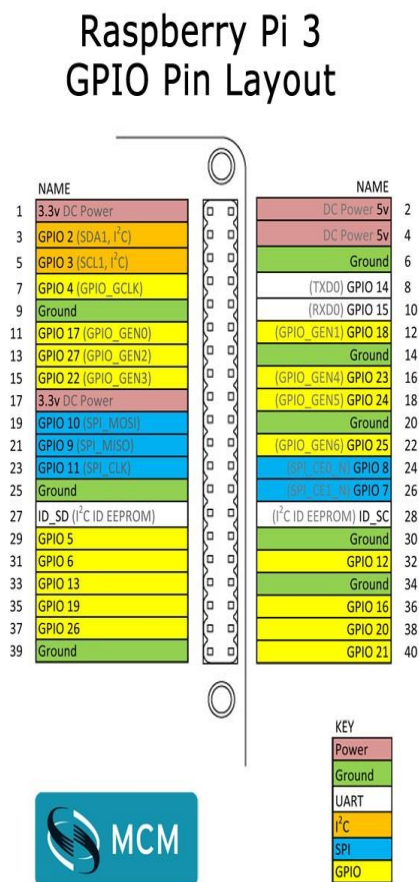 Raspberry Pi 3
GPIO Pin Layout
NAME NAME
1 3.3v DC Power DC Power 5v 2
3 GPIO 2 (SDA1, I²C) DC Power 5v 4
5 GPIO 3 (SCL1, I²C) Ground 6
7 GPIO 4 (GPIO_GCLK) (TXD0) GPIO 14 8
9 Ground (RXD0) GPIO 15 10
11 GPIO 17 (GPIO_GEN0) (GPIO_GEN1) GPIO 18 12
13 GPIO 27 (GPIO_GEN2) Ground 14
15 GPIO 22 (GPIO_GEN3) (GPIO_GEN4) GPIO 23 16
17 3.3v DC Power (GPIO_GEN5) GPIO 24 18
19 GPIO 10 (SPI_MOSI) Ground 20
21 GPIO 9 (SPI_MISO) (GPIO_GEN6) GPIO 25 22
23 GPIO 11 (SPI_CLK) (SPI_CE0_N) GPIO 8 24
25 Ground (SPI_CE1_N) GPIO 7 26
27 ID_SD (I²C ID EEPROM) (I²C ID EEPROM) ID_SC 28
29 GPIO 5 Ground 30
31 GPIO 6 GPIO 12 32
33 GPIO 13 Ground 34
35 GPIO 19 GPIO 16 36
37 GPIO 26 GPIO 20 38
39 Ground GPIO 21 40
KEY
Power
Ground
UART
I²C
SPI
GPIO
MCM